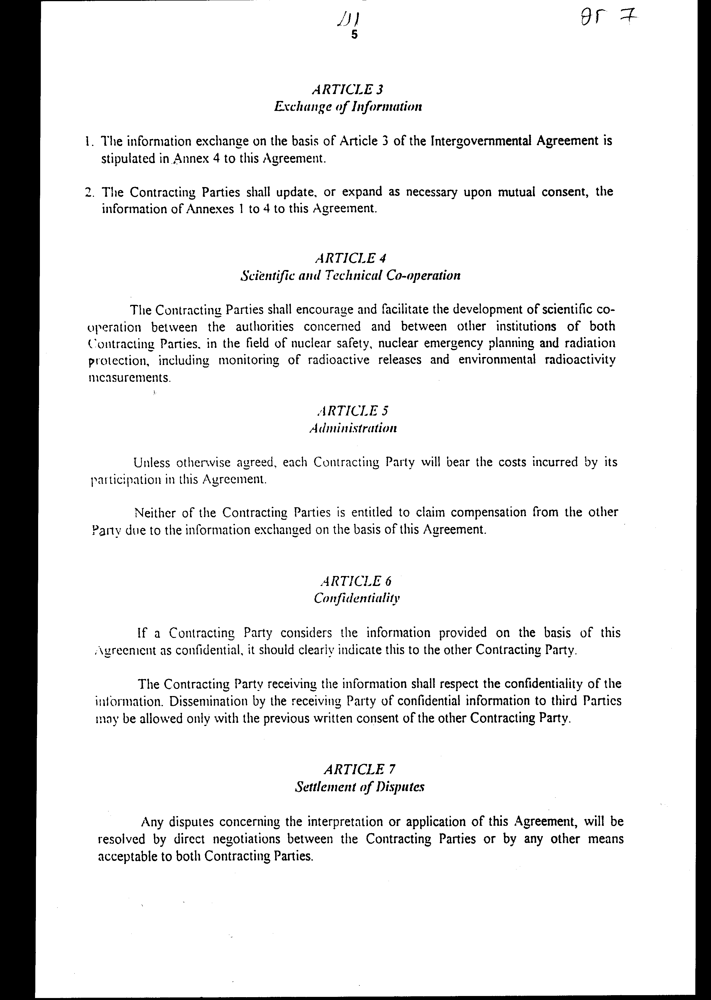 5
ARTICLE 3
Exchange of Information
1. The information exchange on the basis of Article 3 of the Intergovernmental Agreement is
stipulated in Annex 4 to this Agreement.
2. The Contracting Parties shall update, or expand as necessary upon mutual consent, the
information of Annexes 1 to 4 to this Agreement.
ARTICLE 4
Scientific and Technical Co-operation
The Contracting Parties shall encourage and facilitate the development of scientific co-
operation between the authorities concerned and between other institutions of both
Contracting Parties, in the field of nuclear safety, nuclear emergency planning and radiation
protection, including monitoring of radioactive releases and environmental radioactivity
measurements.
ARTICLE 5
Administration
Unless otherwise agreed, each Contracting Party will bear the costs incurred by its
participation in this Agreement.
Neither of the Contracting Parties is entitled to claim compensation from the other
Party due to the information exchanged on the basis of this Agreement.
ARTICLE 6
Confidentiality
If a Contracting Party considers the information provided on the basis of this
Agreement as confidential, it should clearly indicate this to the other Contracting Party.
The Contracting Party receiving the information shall respect the confidentiality of the
information. Dissemination by the receiving Party of confidential information to third Parties
may be allowed only with the previous written consent of the other Contracting Party.
ARTICLE 7
Settlement of Disputes
Any disputes concerning the interpretation or application of this Agreement, will be
resolved by direct negotiations between the Contracting Parties or by any other means
acceptable to both Contracting Parties.